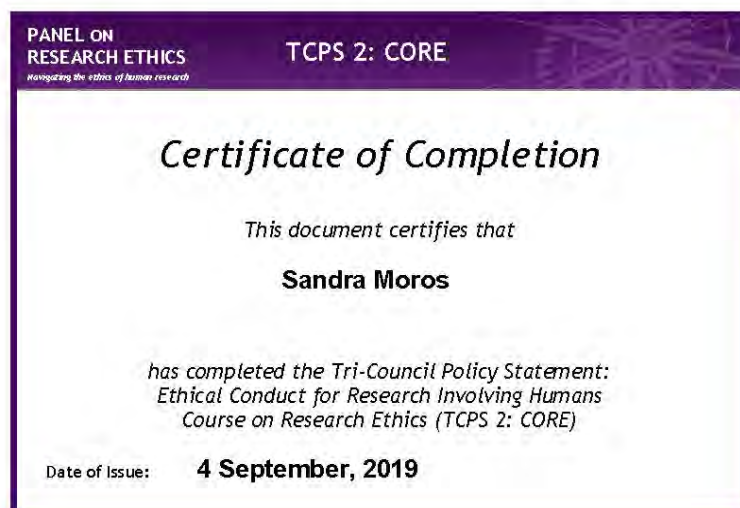 PANEL ON
RESEARCH ETHICS
Navigating the ethics of human research
TCPS 2: CORE
Certificate of Completion
This document certifies that
Sandra Moros
has completed the Tri-Council Policy Statement:
Ethical Conduct for Research Involving Humans
Course on Research Ethics (TCPS 2: CORE)
Date of Issue: 4 September, 2019